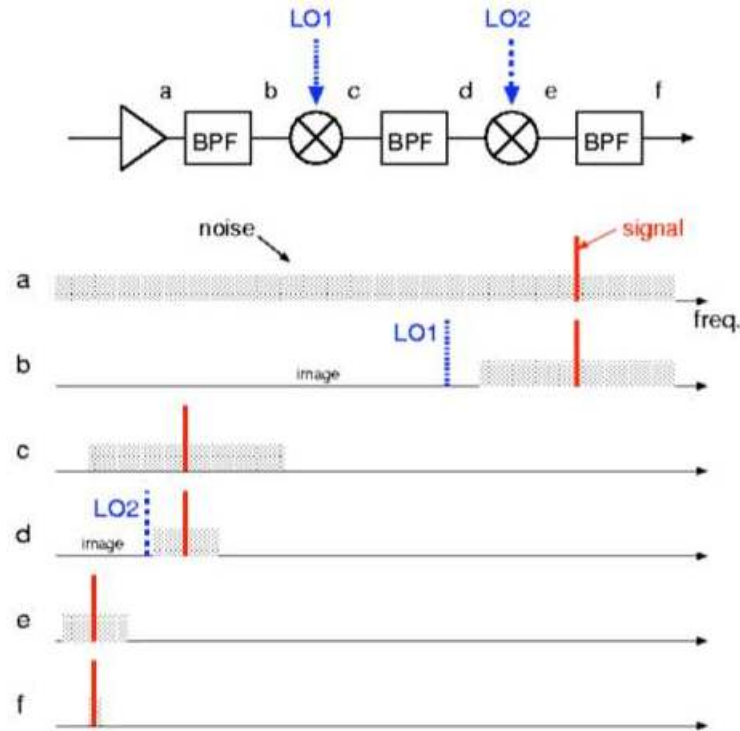 LO1 LO2
a b c d e f
BPF BPF BPF
noise signal
a
freq.
LO1
b
image
c
LO2
d
image
e
f